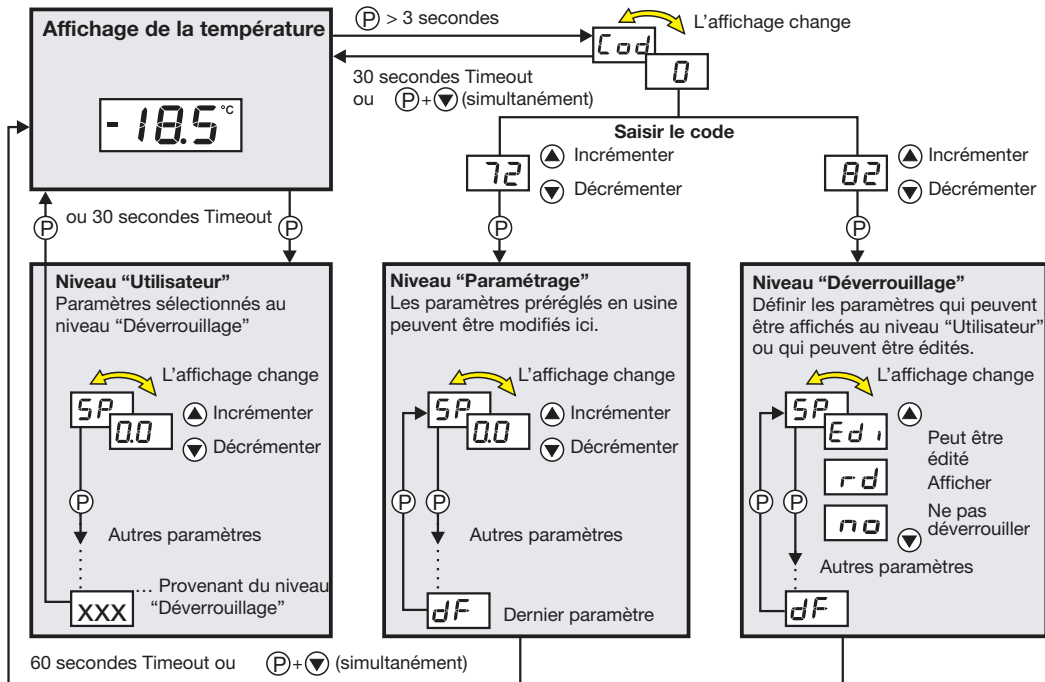 Affichage de la température
-18.5°C
P > 3 secondes
Cod
0
L'affichage change
30 secondes Timeout
ou P+▼ (simultanément)
Saisir le code
72
▲ Incrémenter
▼ Décrémenter
82
▲ Incrémenter
▼ Décrémenter
P
ou 30 secondes Timeout
P
P
P
Niveau "Utilisateur"
Paramètres sélectionnés au
niveau "Déverrouillage"
L'affichage change
SP
0.0
▲ Incrémenter
▼ Décrémenter
P
Autres paramètres
xxx
... Provenant du niveau
"Déverrouillage"
Niveau "Paramétrage"
Les paramètres préréglés en usine
peuvent être modifiés ici.
L'affichage change
SP
0.0
▲ Incrémenter
▼ Décrémenter
P
P
Autres paramètres
dF
Dernier paramètre
Niveau "Déverrouillage"
Définir les paramètres qui peuvent
être affichés au niveau "Utilisateur"
ou qui peuvent être édités.
L'affichage change
SP
Edi
▲
Peut être
édité
rd
Afficher
no
Ne pas
déverrouiller
▼
P
P
Autres paramètres
dF
60 secondes Timeout ou P+▼ (simultanément)